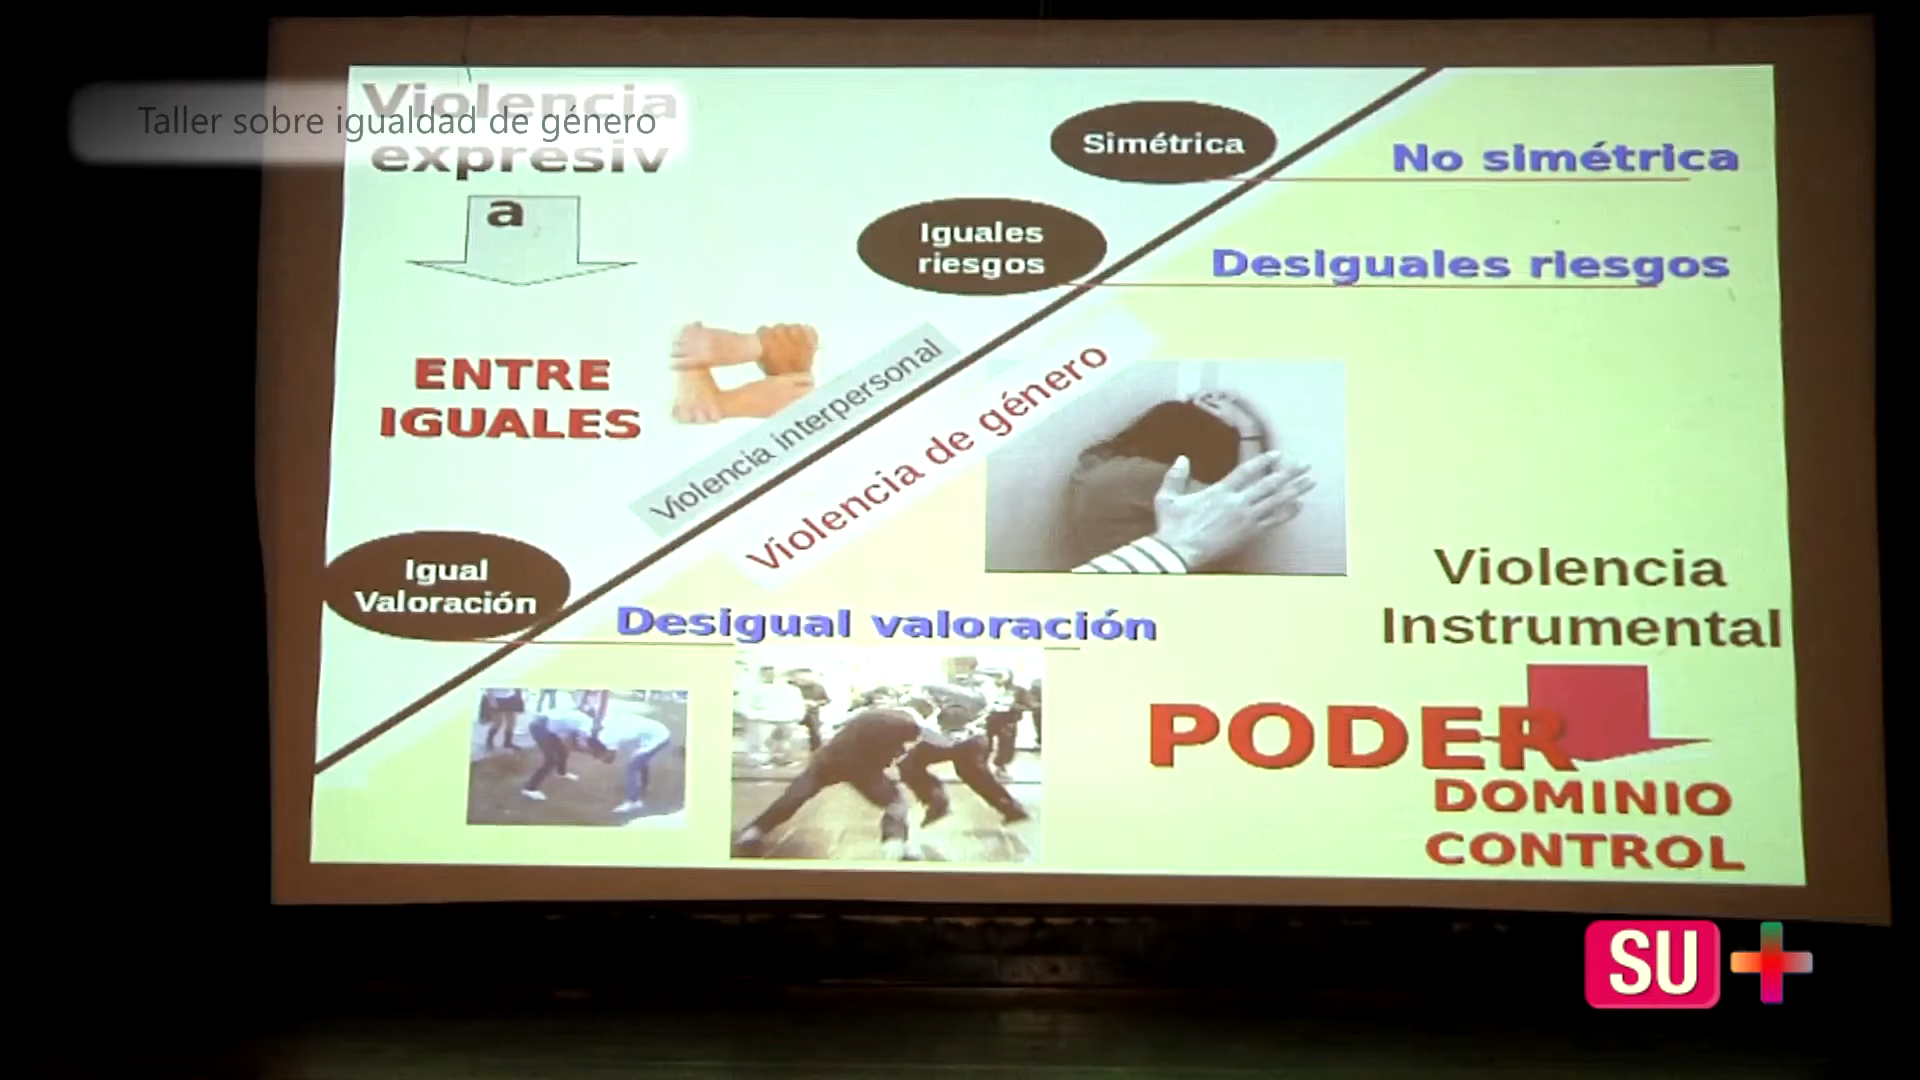 Taller sobre igualdad de género
Violencia
expresiv
a
Simétrica
No simétrica
Iguales
riesgos
Desiguales riesgos
ENTRE
IGUALES
Violencia interpersonal
Violencia de género
Igual
Valoración
Desigual valoración
Violencia
Instrumental
PODER
DOMINIO
CONTROL
SU+